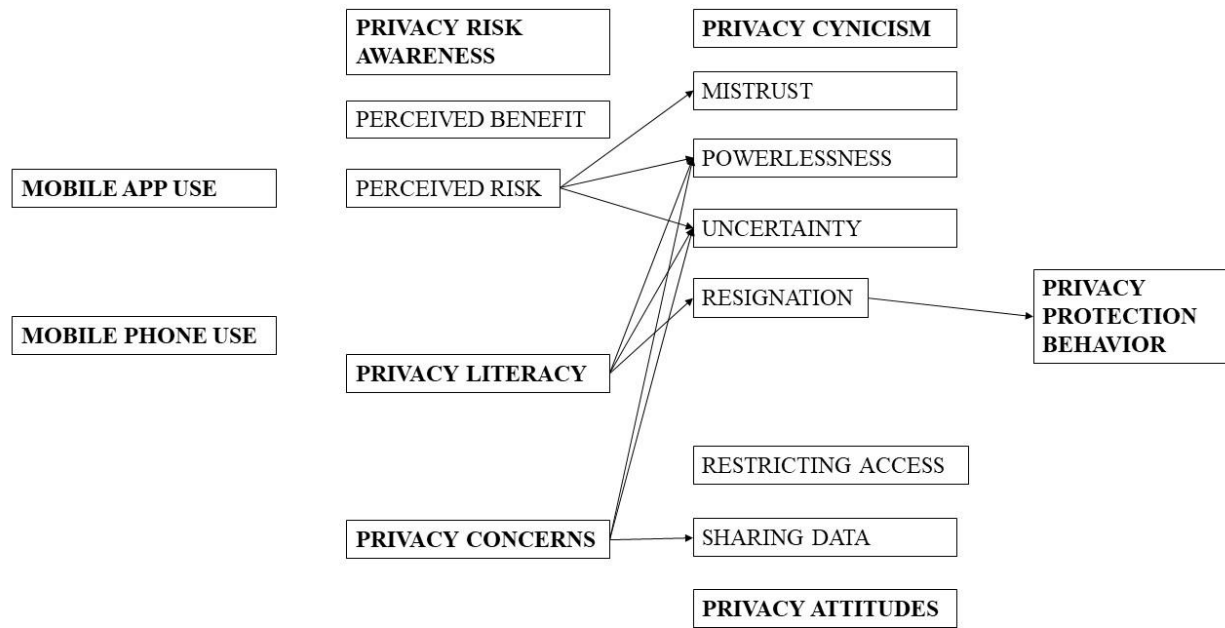 PRIVACY RISK
AWARENESS
PRIVACY CYNICISM
MISTRUST
PERCEIVED BENEFIT
POWERLESSNESS
MOBILE APP USE
PERCEIVED RISK
UNCERTAINTY
RESIGNATION
PRIVACY
PROTECTION
BEHAVIOR
MOBILE PHONE USE
PRIVACY LITERACY
RESTRICTING ACCESS
PRIVACY CONCERNS
SHARING DATA
PRIVACY ATTITUDES